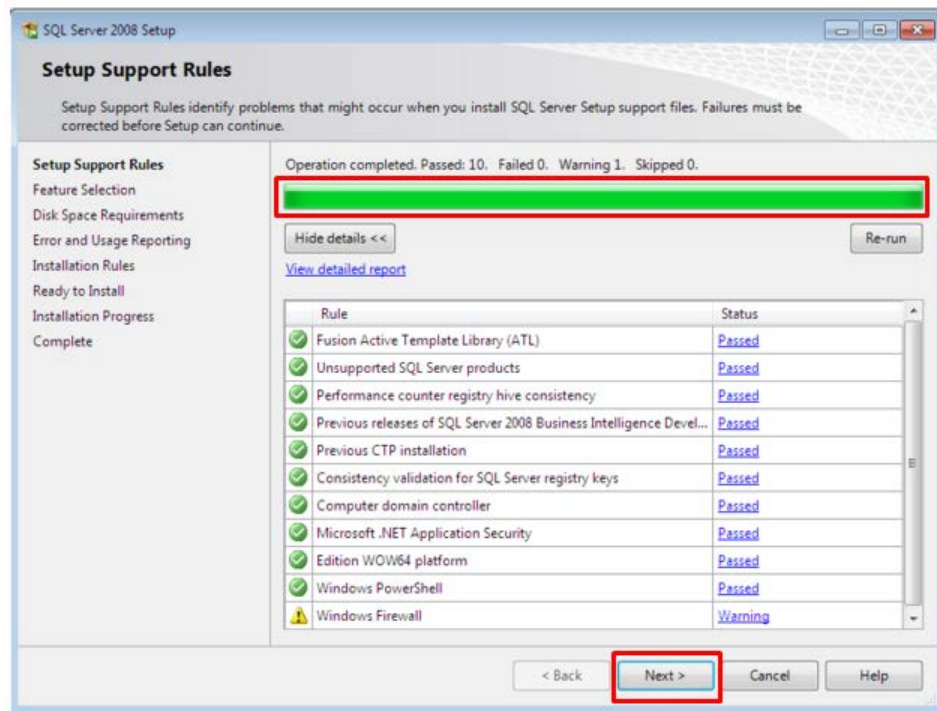 SQL Server 2008 Setup
Setup Support Rules
Setup Support Rules identify problems that might occur when you install SQL Server Setup support files. Failures must be
corrected before Setup can continue.
Setup Support Rules
Feature Selection
Disk Space Requirements
Error and Usage Reporting
Installation Rules
Ready to Install
Installation Progress
Complete
Operation completed. Passed: 10. Failed 0. Warning 1. Skipped 0.
Hide details <<
Re-run
View detailed report
Rule Status
Fusion Active Template Library (ATL) Passed
Unsupported SQL Server products Passed
Performance counter registry hive consistency Passed
Previous releases of SQL Server 2008 Business Intelligence Devel... Passed
Previous CTP installation Passed
Consistency validation for SQL Server registry keys Passed
Computer domain controller Passed
Microsoft .NET Application Security Passed
Edition WOW64 platform Passed
Windows PowerShell Passed
Windows Firewall Warning
< Back Next > Cancel Help